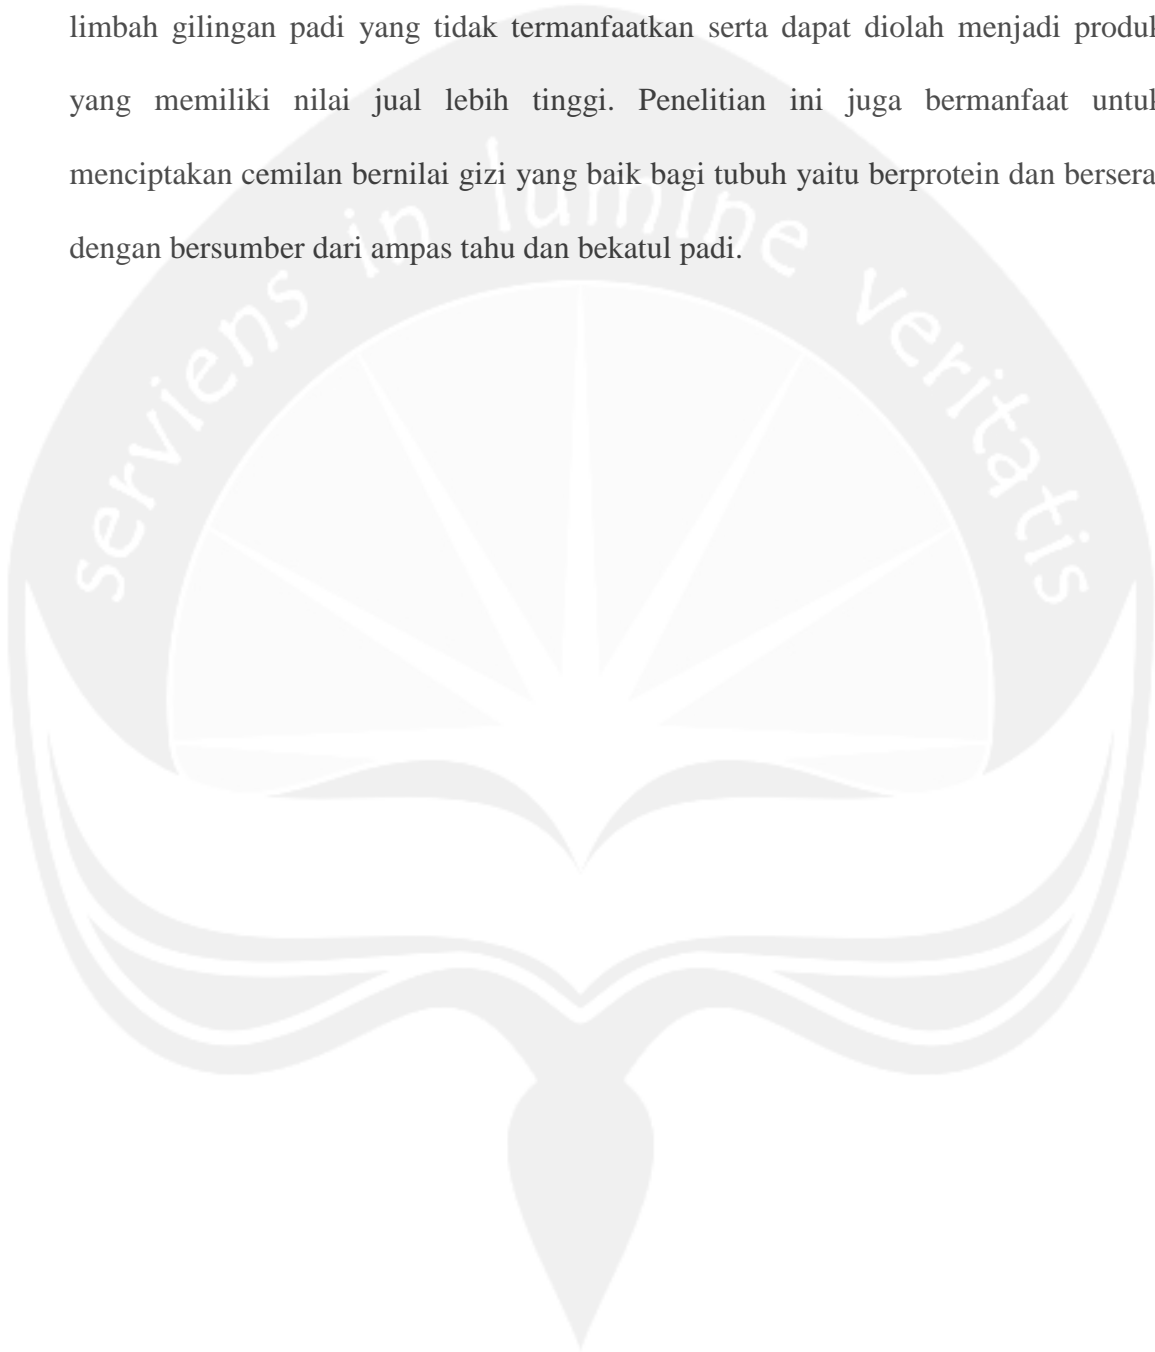 limbah gilingan padi yang tidak termanfaatkan serta dapat diolah menjadi produk
yang memiliki nilai jual lebih tinggi. Penelitian ini juga bermanfaat untuk
menciptakan cemilan bernilai gizi yang baik bagi tubuh yaitu berprotein dan bersera
dengan bersumber dari ampas tahu dan bekatul padi.
serviens in lumine veritatis